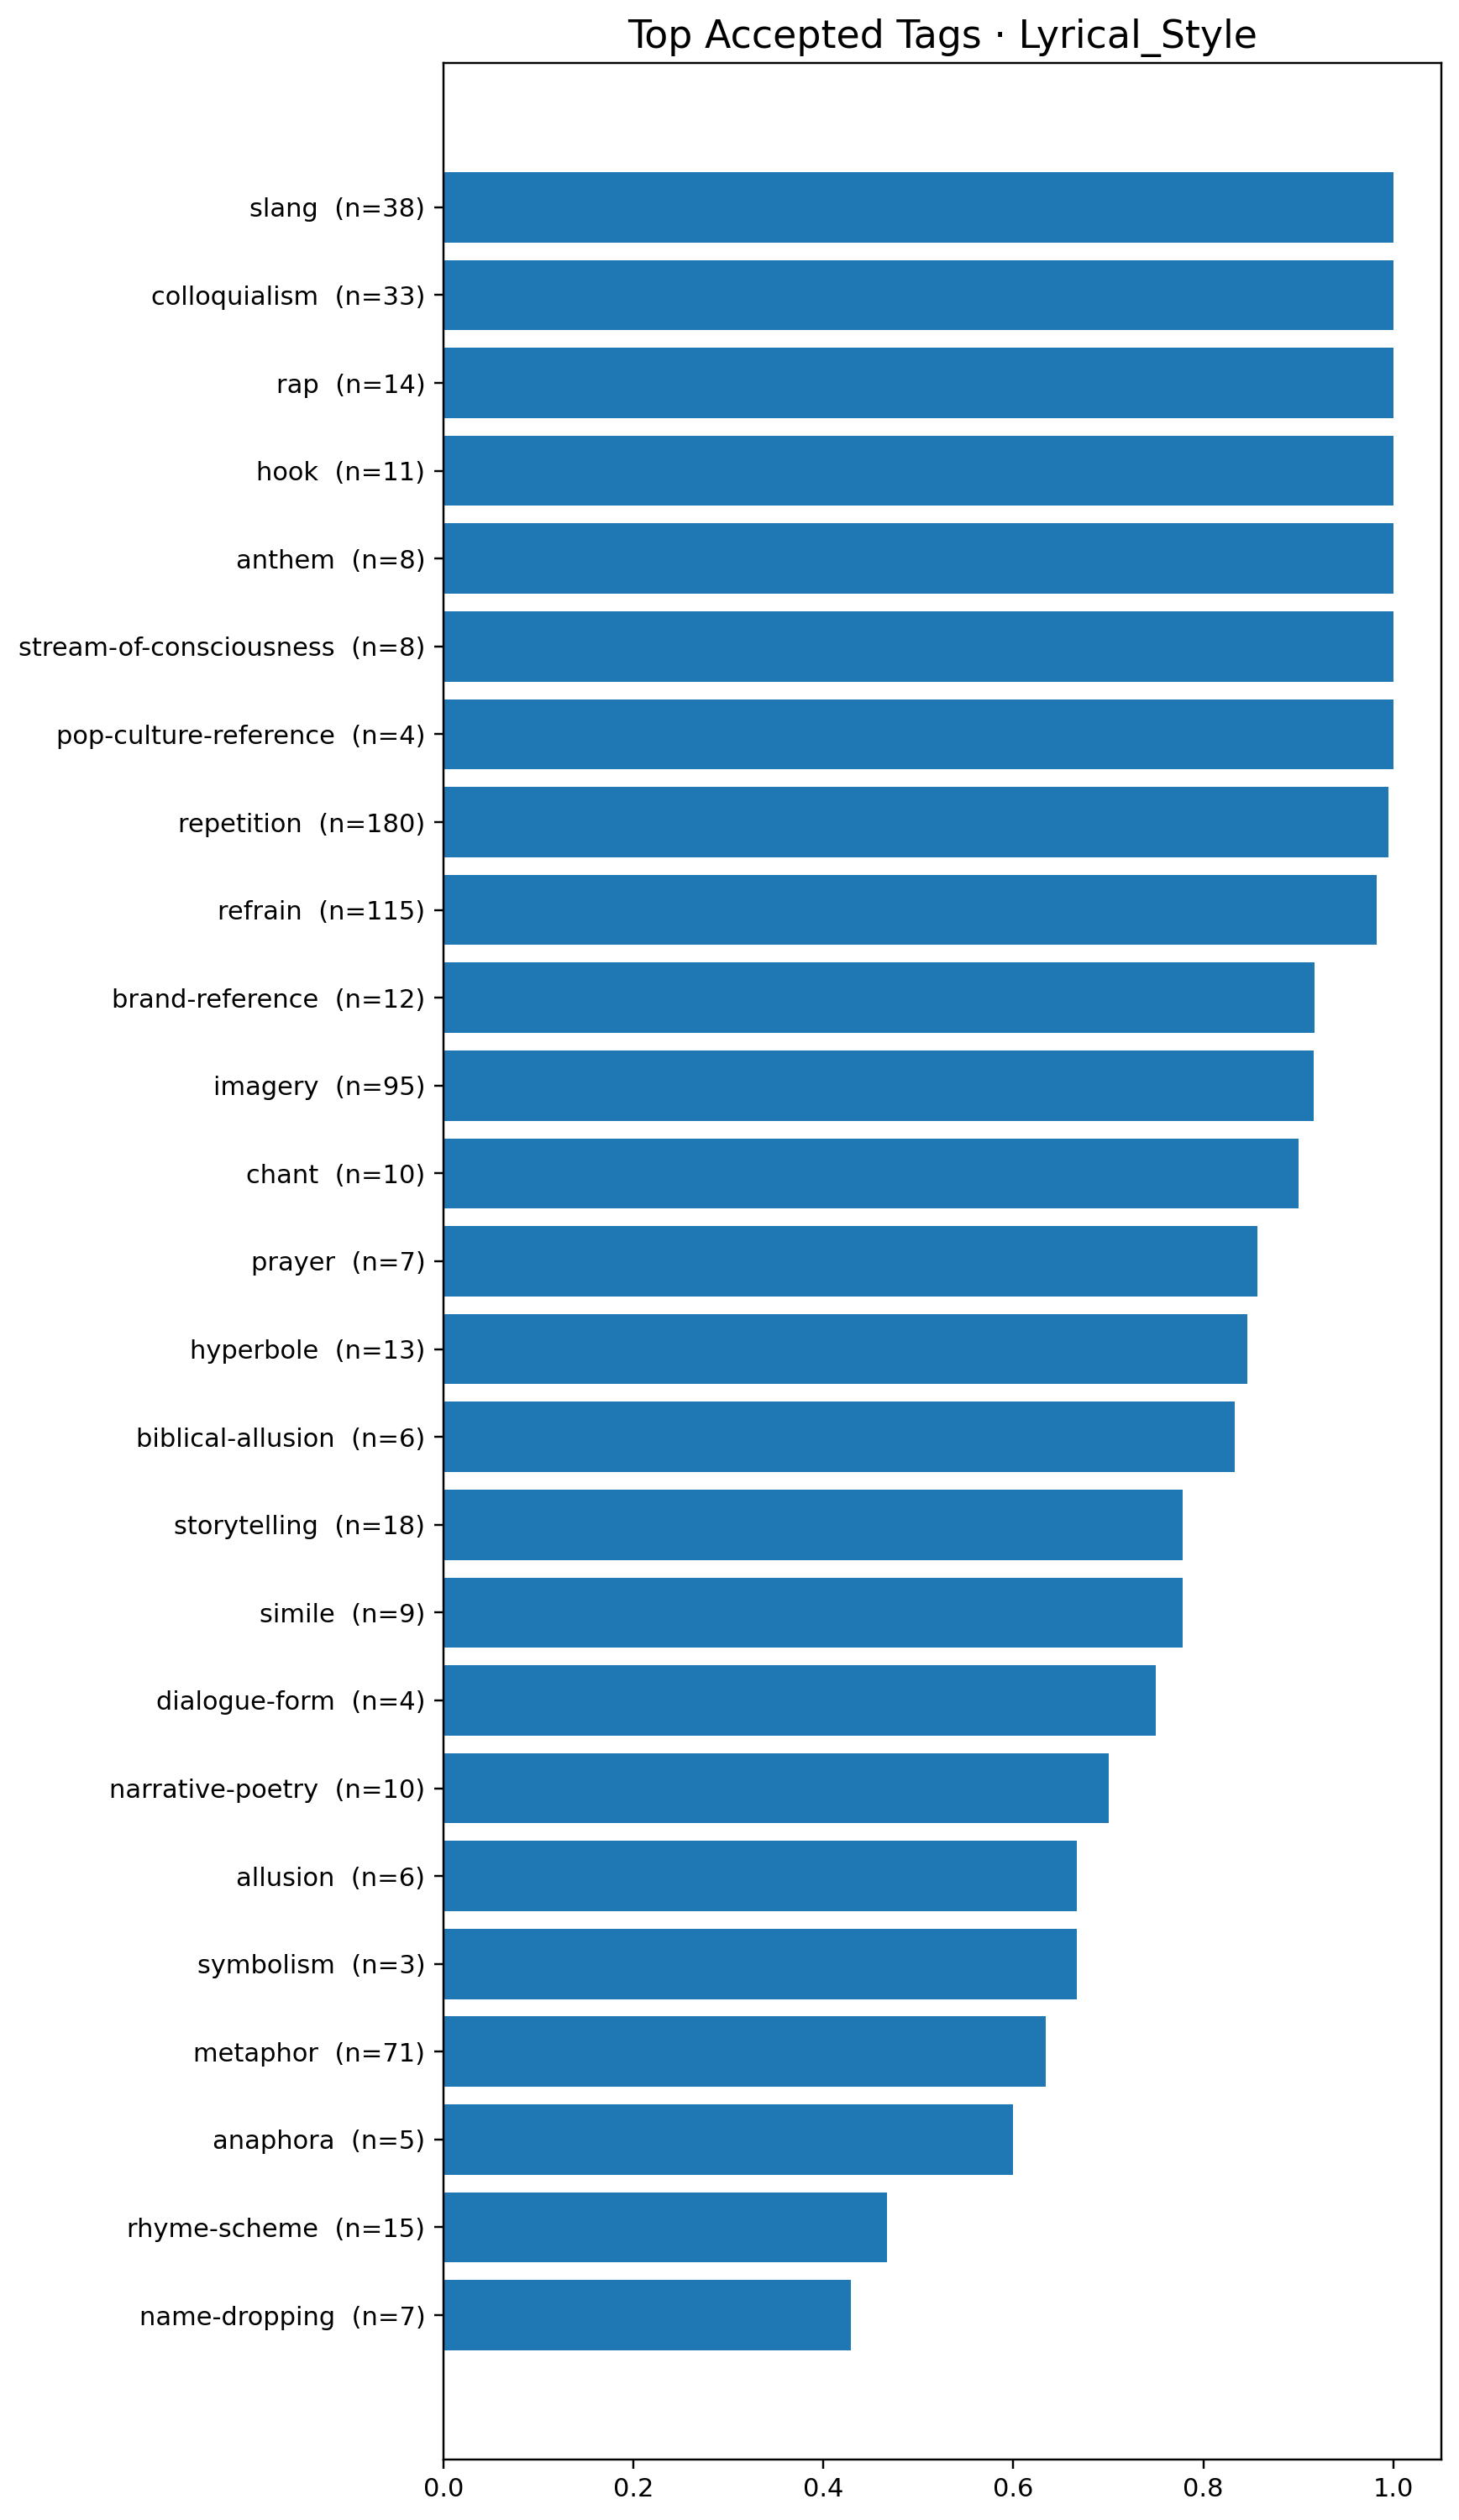 Top Accepted Tags · Lyrical_Style
slang (n=38)
colloquialism (n=33)
rap (n=14)
hook (n=11)
anthem (n=8)
stream-of-consciousness (n=8)
pop-culture-reference (n=4)
repetition (n=180)
refrain (n=115)
brand-reference (n=12)
imagery (n=95)
chant (n=10)
prayer (n=7)
hyperbole (n=13)
biblical-allusion (n=6)
storytelling (n=18)
simile (n=9)
dialogue-form (n=4)
narrative-poetry (n=10)
allusion (n=6)
symbolism (n=3)
metaphor (n=71)
anaphora (n=5)
rhyme-scheme (n=15)
name-dropping (n=7)
0.0 0.2 0.4 0.6 0.8 1.0